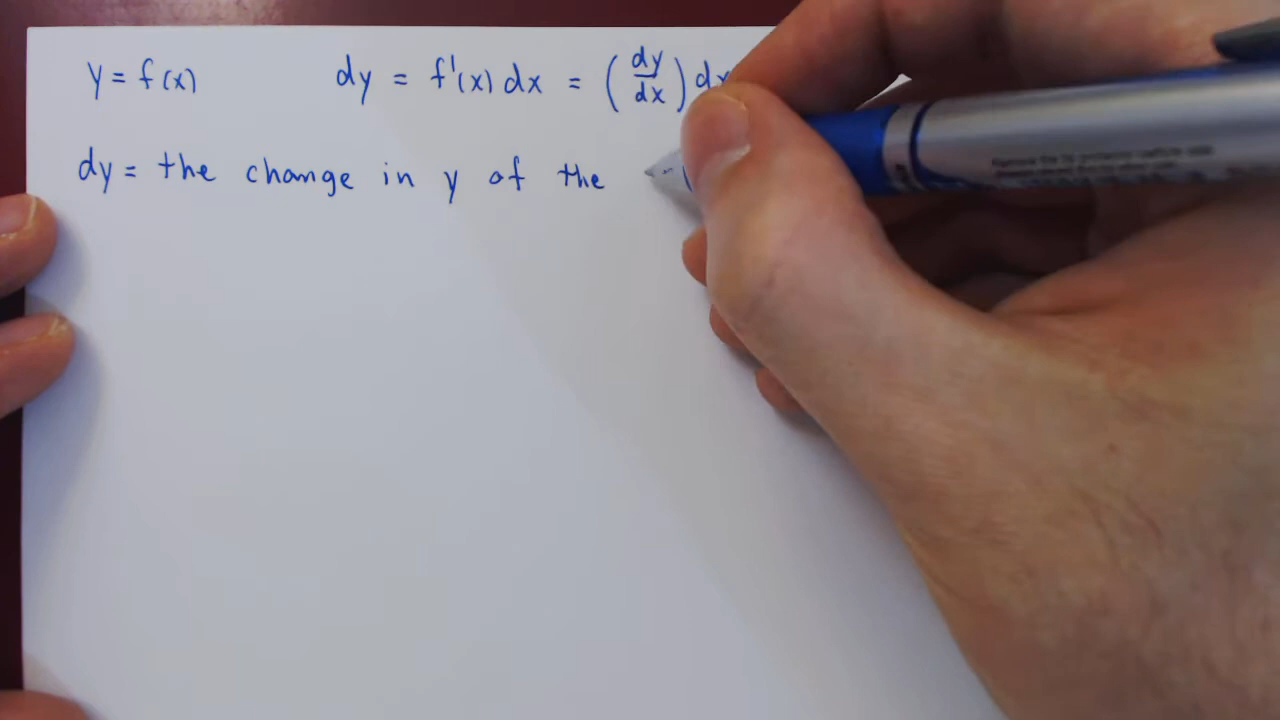 y = f(x) dy = f'(x) dx = (dy/dx) dx
dy = the change in y of the